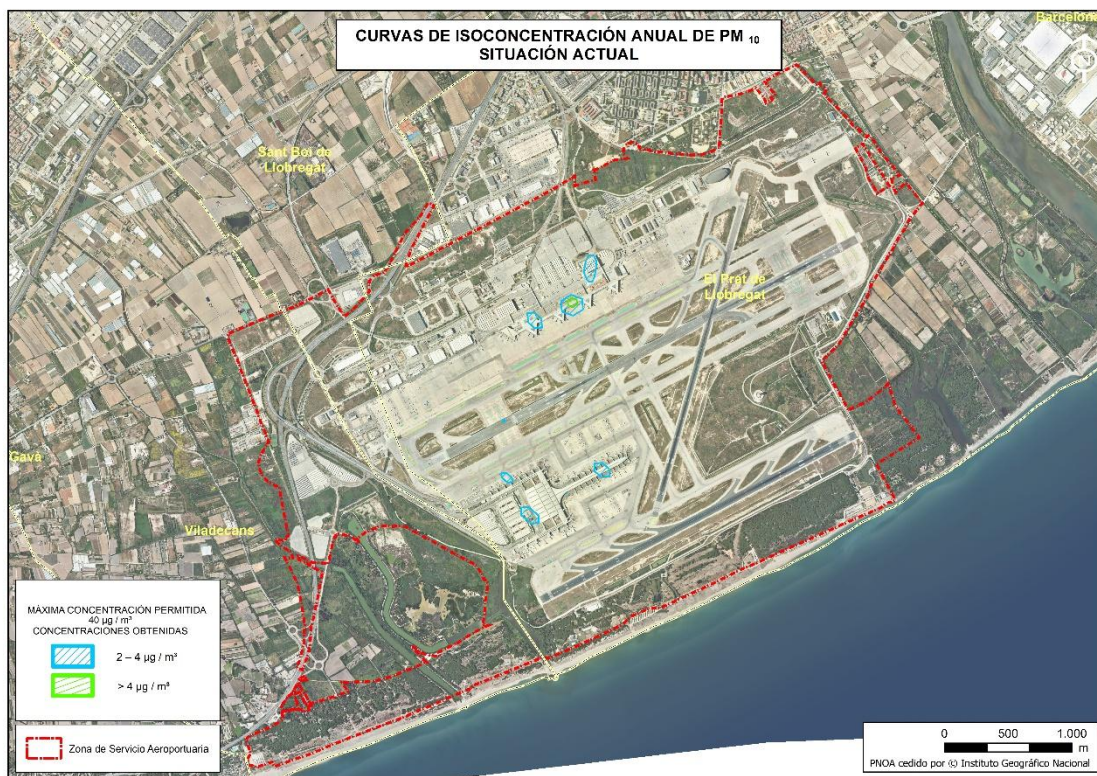 CURVAS DE ISOCONCENTRACIÓN ANUAL DE PM 10
SITUACIÓN ACTUAL
Barcelona
Sant Boi de
Llobregat
El Prat de
Llobregat
Gavà
Viladecans
MÁXIMA CONCENTRACIÓN PERMITIDA
40 µg / m³
CONCENTRACIONES OBTENIDAS
2 – 4 µg / m³
> 4 µg / m³
Zona de Servicio Aeroportuaria
0 500 1.000
m
PNOA cedido por © Instituto Geográfico Nacional